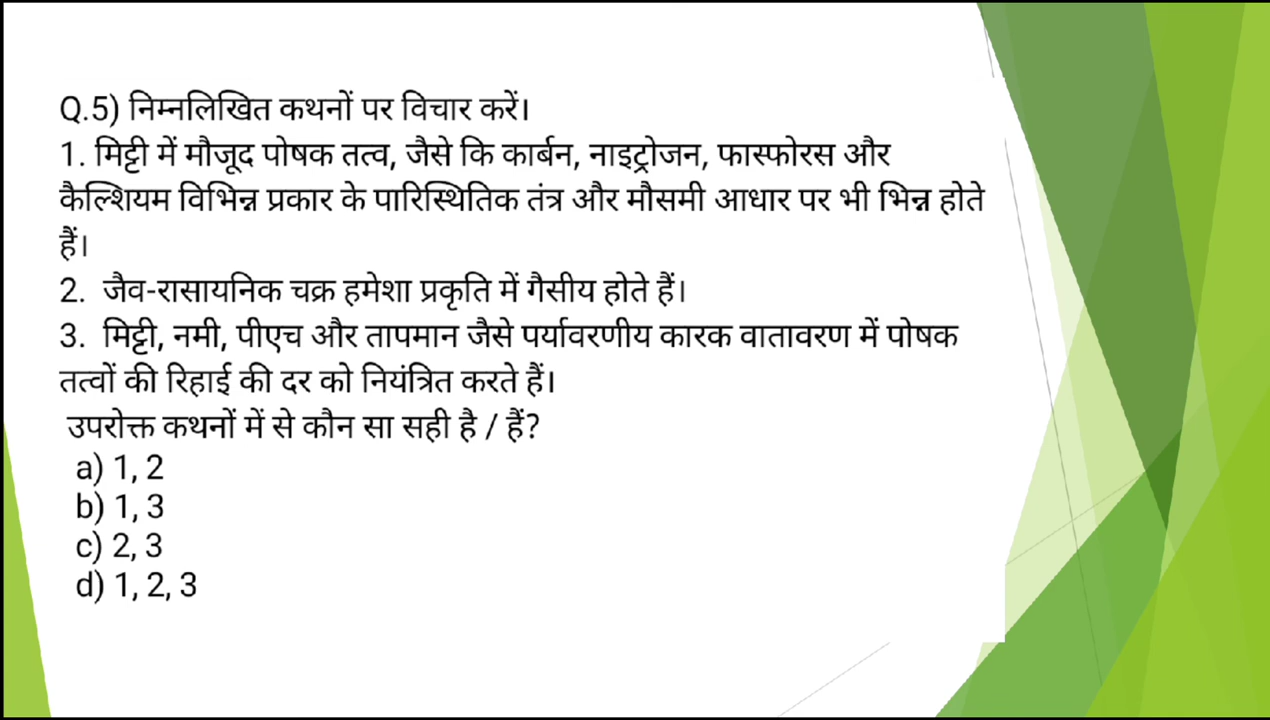 Q.5) निम्नलिखित कथनों पर विचार करें।
1. मिट्टी में मौजूद पोषक तत्व, जैसे कि कार्बन, नाइट्रोजन, फास्फोरस और
कैल्शियम विभिन्न प्रकार के पारिस्थितिक तंत्र और मौसमी आधार पर भी भिन्न होते
हैं।
2. जैव-रासायनिक चक्र हमेशा प्रकृति में गैसीय होते हैं।
3. मिट्टी, नमी, पीएच और तापमान जैसे पर्यावरणीय कारक वातावरण में पोषक
तत्वों की रिहाई की दर को नियंत्रित करते हैं।
उपरोक्त कथनों में से कौन सा सही है / हैं?
a) 1, 2
b) 1, 3
c) 2, 3
d) 1, 2, 3